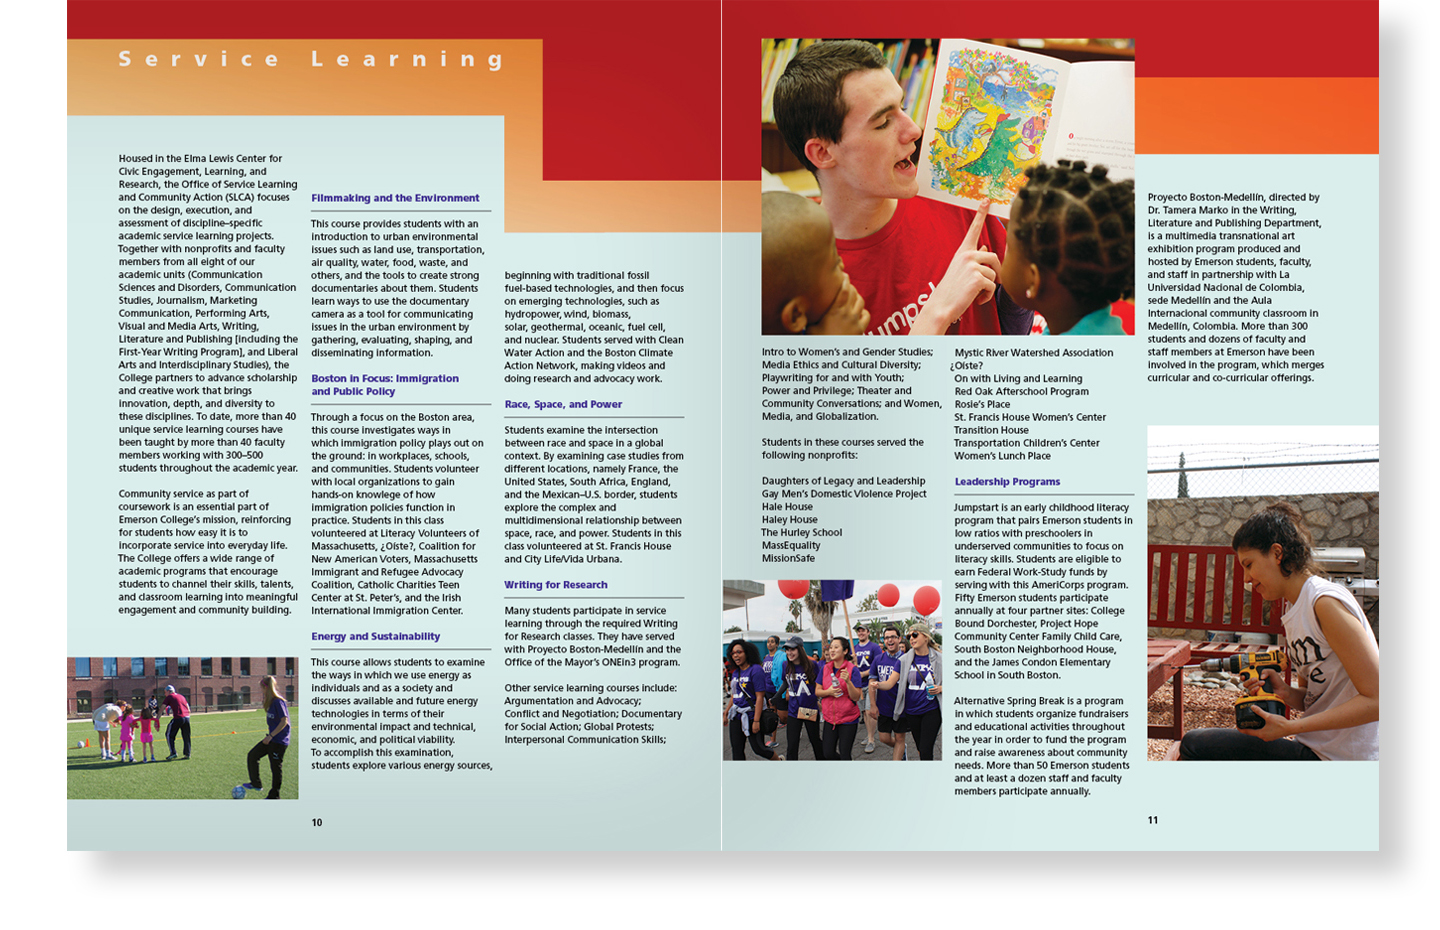 Service Learning
Housed in the Elma Lewis Center for
Civic Engagement, Learning, and
Research, the Office of Service Learning
and Community Action (SLCA) focuses
on the design, execution, and
assessment of discipline–specific
academic service learning projects.
Together with nonprofits and faculty
members from all eight of our
academic units (Communication
Sciences and Disorders, Communication
Studies, Journalism, Marketing
Communication, Performing Arts,
Visual and Media Arts, Writing,
Literature and Publishing [including the
First-Year Writing Program], and Liberal
Arts and Interdisciplinary Studies), the
College partners to advance scholarship
and creative work that brings
innovation, depth, and diversity to
these disciplines. To date, more than 40
unique service learning courses have
been taught by more than 40 faculty
members working with 300–500
students throughout the academic year.
Community service as part of
coursework is an essential part of
Emerson College's mission, reinforcing
for students how easy it is to
incorporate service into everyday life.
The College offers a wide range of
academic programs that encourage
students to channel their skills, talents,
and classroom learning into meaningful
engagement and community building.
Filmmaking and the Environment
This course provides students with an
introduction to urban environmental
issues such as land use, transportation,
air quality, water, food, waste, and
others, and the tools to create strong
documentaries about them. Students
learn ways to use the documentary
camera as a tool for communicating
issues in the urban environment by
gathering, evaluating, shaping, and
disseminating information.
Boston in Focus: Immigration
and Public Policy
Through a focus on the Boston area,
this course investigates ways in
which immigration policy plays out on
the ground: in workplaces, schools,
and communities. Students volunteer
with local organizations to gain
hands-on knowlege of how
immigration policies function in
practice. Students in this class
volunteered at Literacy Volunteers of
Massachusetts, ¿Oíste?, Coalition for
New American Voters, Massachusetts
Immigrant and Refugee Advocacy
Coalition, Catholic Charities Teen
Center at St. Peter's, and the Irish
International Immigration Center.
Energy and Sustainability
This course allows students to examine
the ways in which we use energy as
individuals and as a society and
discusses available and future energy
technologies in terms of their
environmental impact and technical,
economic, and political viability.
To accomplish this examination,
students explore various energy sources,
beginning with traditional fossil
fuel-based technologies, and then focus
on emerging technologies, such as
hydropower, wind, biomass,
solar, geothermal, oceanic, fuel cell,
and nuclear. Students served with Clean
Water Action and the Boston Climate
Action Network, making videos and
doing research and advocacy work.
Race, Space, and Power
Students examine the intersection
between race and space in a global
context. By examining case studies from
different locations, namely France, the
United States, South Africa, England,
and the Mexican–U.S. border, students
explore the complex and
multidimensional relationship between
space, race, and power. Students in this
class volunteered at St. Francis House
and City Life/Vida Urbana.
Writing for Research
Many students participate in service
learning through the required Writing
for Research classes. They have served
with Proyecto Boston-Medellín and the
Office of the Mayor's ONEin3 program.
Other service learning courses include:
Argumentation and Advocacy;
Conflict and Negotiation; Documentary
for Social Action; Global Protests;
Interpersonal Communication Skills;
10
Intro to Women's and Gender Studies;
Media Ethics and Cultural Diversity;
Playwriting for and with Youth;
Power and Privilege; Theater and
Community Conversations; and Women,
Media, and Globalization.
Students in these courses served the
following nonprofits:
Daughters of Legacy and Leadership
Gay Men's Domestic Violence Project
Hale House
Haley House
The Hurley School
MassEquality
MissionSafe
Mystic River Watershed Association
¿Oíste?
On with Living and Learning
Red Oak Afterschool Program
Rosie's Place
St. Francis House Women's Center
Transition House
Transportation Children's Center
Women's Lunch Place
Leadership Programs
Jumpstart is an early childhood literacy
program that pairs Emerson students in
low ratios with preschoolers in
underserved communities to focus on
literacy skills. Students are eligible to
earn Federal Work-Study funds by
serving with this AmeriCorps program.
Fifty Emerson students participate
annually at four partner sites: College
Bound Dorchester, Project Hope
Community Center Family Child Care,
South Boston Neighborhood House,
and the James Condon Elementary
School in South Boston.
Alternative Spring Break is a program
in which students organize fundraisers
and educational activities throughout
the year in order to fund the program
and raise awareness about community
needs. More than 50 Emerson students
and at least a dozen staff and faculty
members participate annually.
Proyecto Boston-Medellín, directed by
Dr. Tamera Marko in the Writing,
Literature and Publishing Department,
is a multimedia transnational art
exhibition program produced and
hosted by Emerson students, faculty,
and staff in partnership with La
Universidad Nacional de Colombia,
sede Medellín and the Aula
Internacional community classroom in
Medellín, Colombia. More than 300
students and dozens of faculty and
staff members at Emerson have been
involved in the program, which merges
curricular and co-curricular offerings.
11